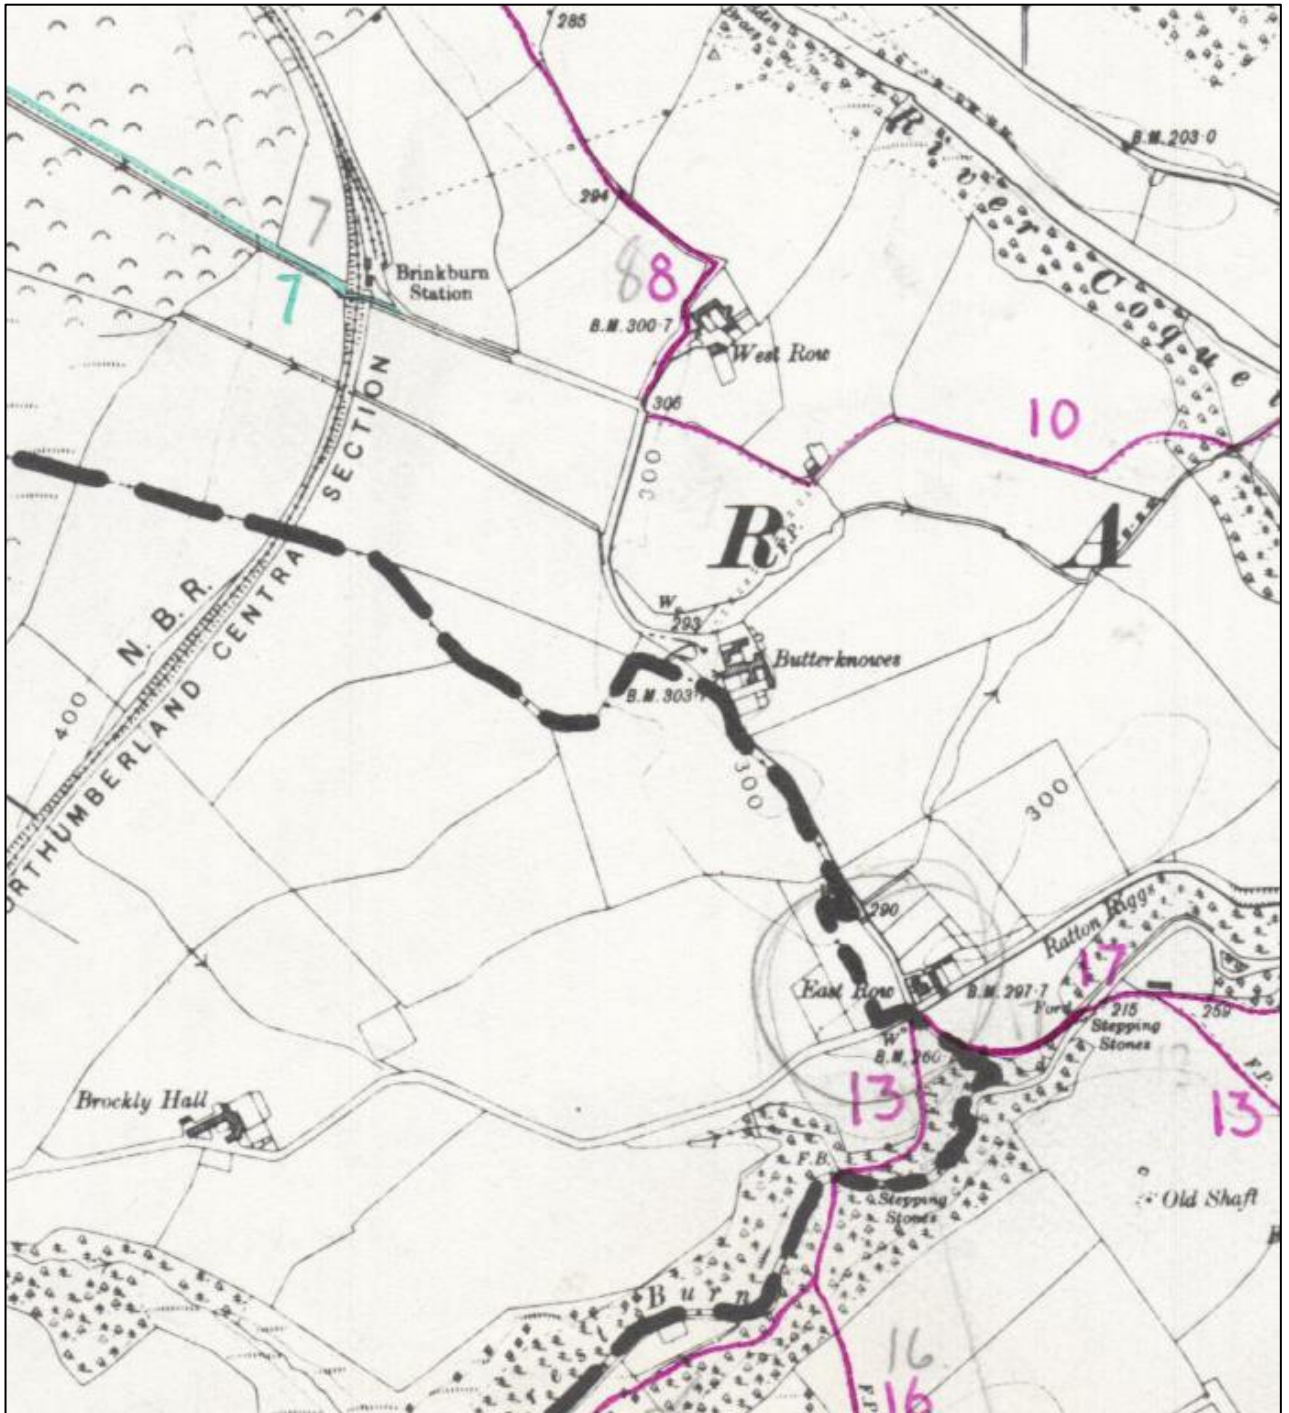 285
B.M. 203·0
River Coquet
294
7
7
Brinkburn
Station
8
8
B.M. 300·7
West Row
306
10
300
SECTION
R
A
F.P.
W
293
Butterknowes
B.M. 303·
N. B. R.
CENTRA
NORTHUMBERLAND
400
300
300
290
Ratton Riggs
17
East Row
B.M. 297·7
Ford
215
259
Stepping
Stones
W
B.M. 260
F.P.
13
13
Brockly Hall
F.B.
Stepping
Stones
Old Shaft
Burn
16
16
F.P.